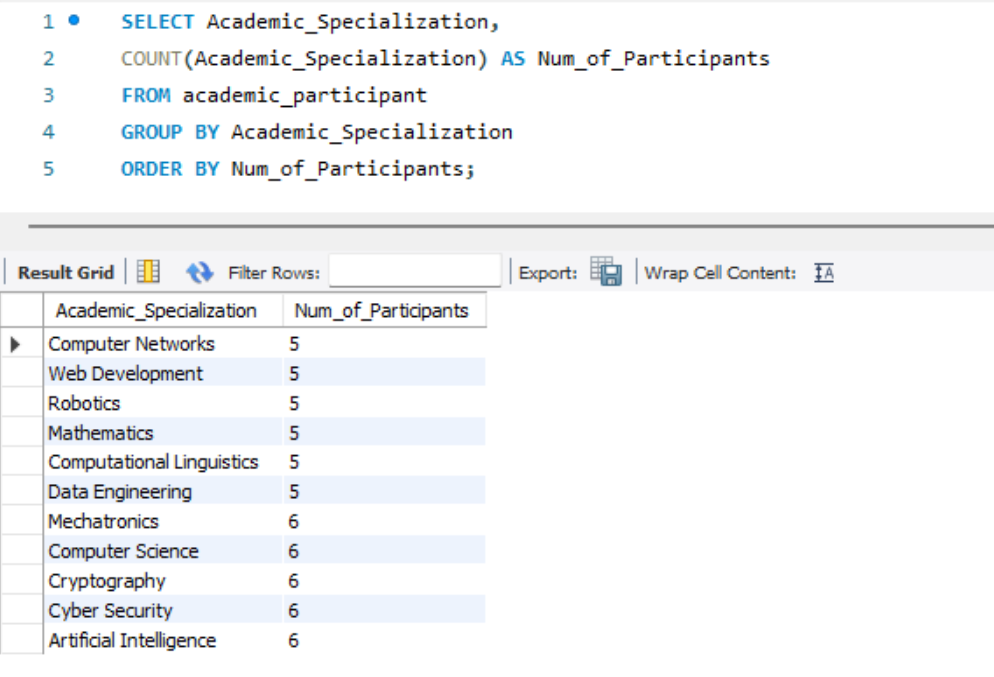 1 SELECT Academic_Specialization,
2 COUNT(Academic_Specialization) AS Num_of_Participants
3 FROM academic_participant
4 GROUP BY Academic_Specialization
5 ORDER BY Num_of_Participants;
Result Grid Filter Rows: Export: Wrap Cell Content: IA
Academic_Specialization Num_of_Participants
Computer Networks 5
Web Development 5
Robotics 5
Mathematics 5
Computational Linguistics 5
Data Engineering 5
Mechatronics 6
Computer Science 6
Cryptography 6
Cyber Security 6
Artificial Intelligence 6